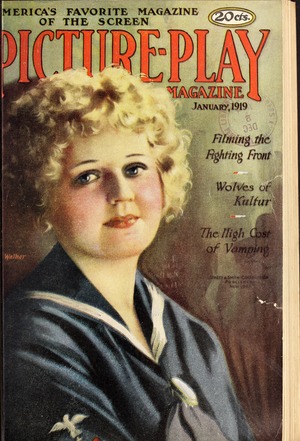 AMERICA'S FAVORITE MAGAZINE
OF THE SCREEN
20cts.
PICTURE-PLAY
MAGAZINE
JANUARY, 1919
DEC
Filming the
Fighting Front
Wolves of
Kultur
The High Cost
of Vamping